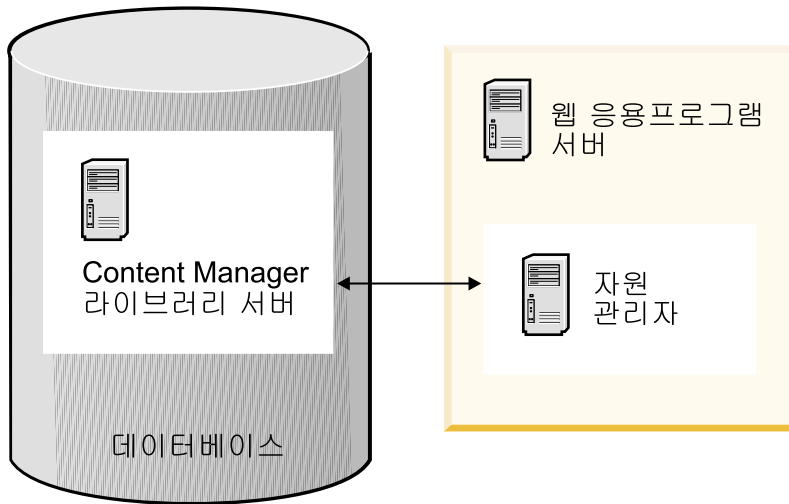 Content Manager
라이브러리 서버
데이터베이스
웹 응용프로그램
서버
자원
관리자